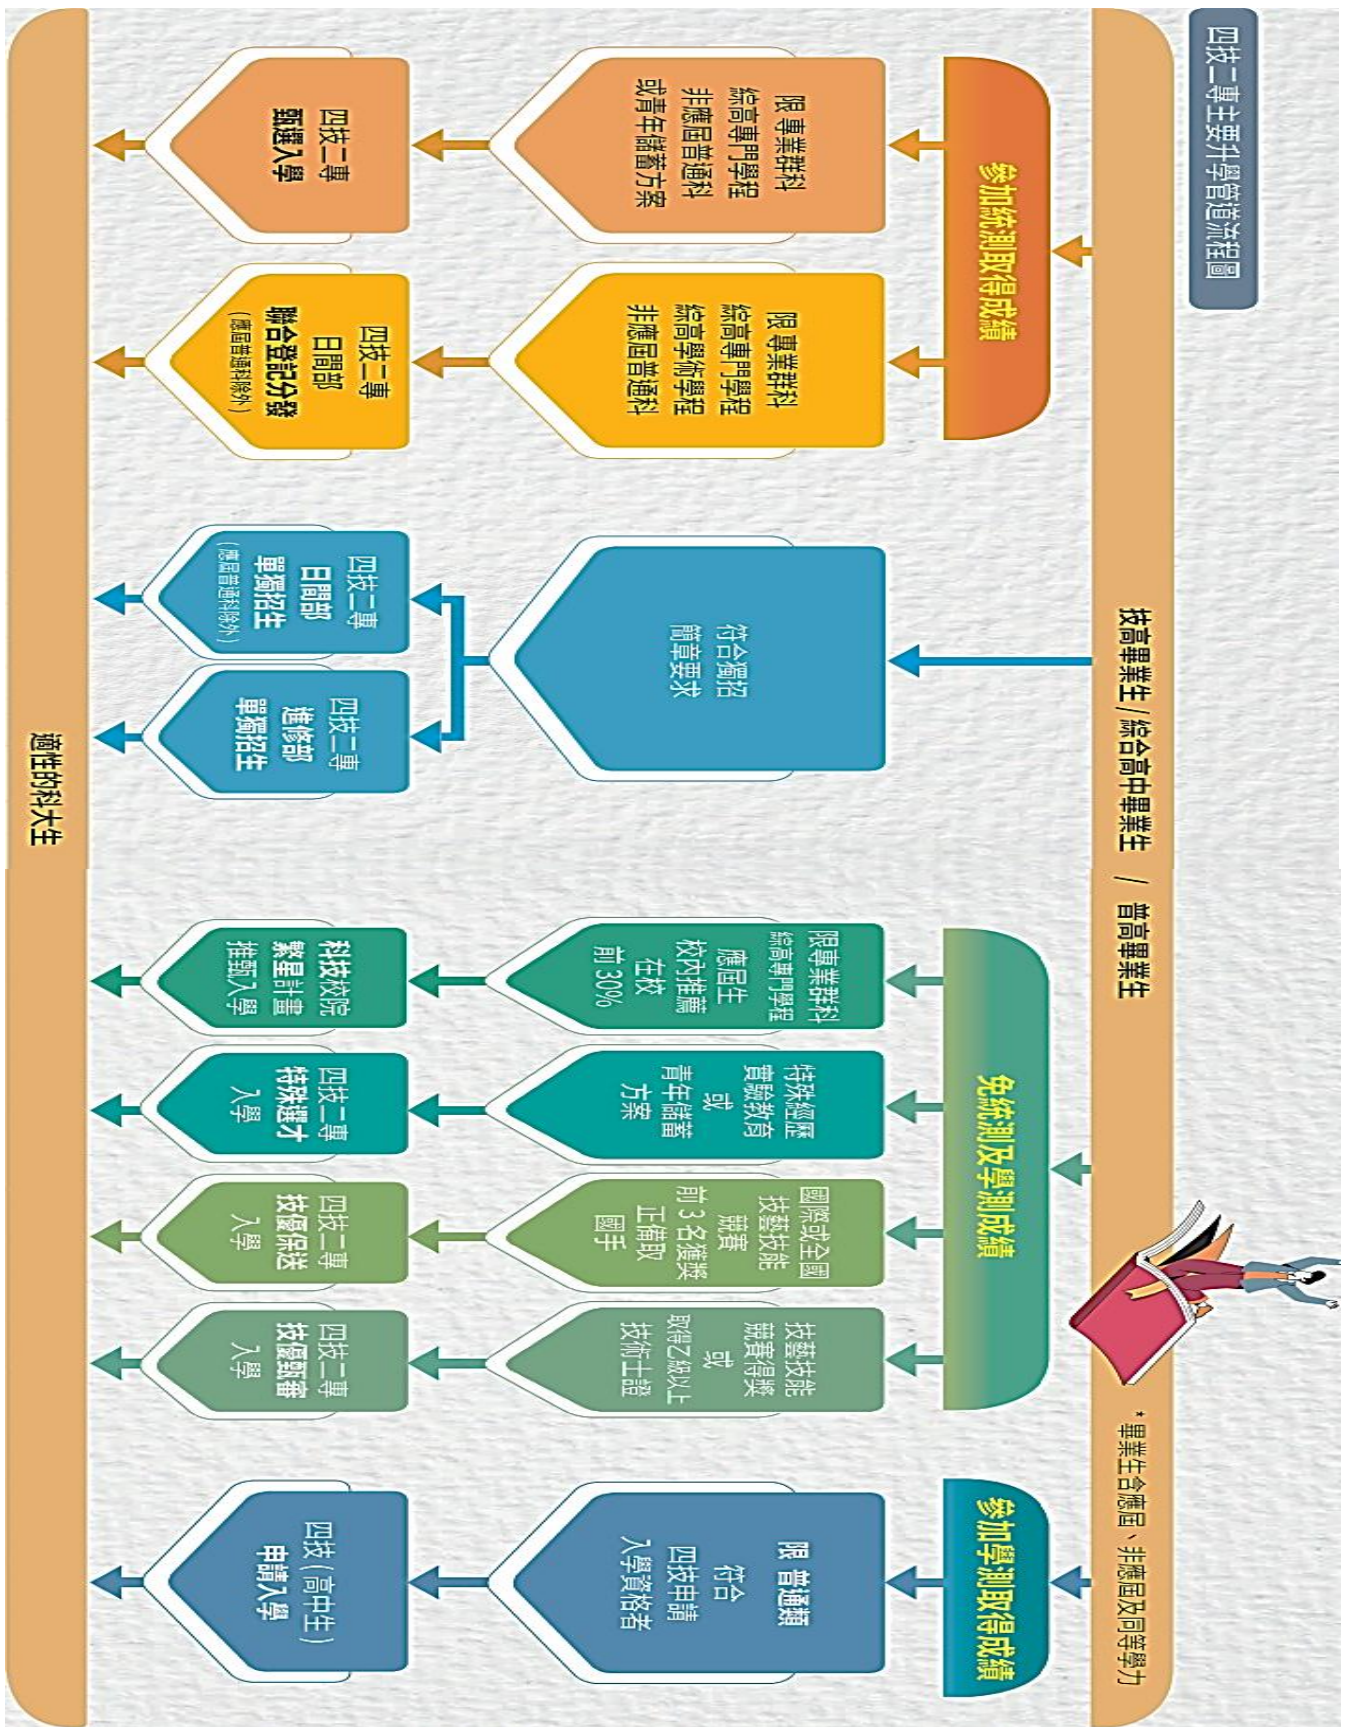 四技二專主要升學管道流程圖
技高畢業生 / 綜合高中畢業生 / 普高畢業生
*畢業生含應屆、非應屆及同等學力
參加統測取得成績
限 專業群科
綜高專門學程
非應屆普通科
或青年儲蓄方案
四技二專
甄選入學
限 專業群科
綜高專門學程
綜高學術學程
非應屆普通科
四技二專
日間部
聯合登記分發
(應屆普通科除外)
符合獨招
簡章要求
四技二專
日間部
單獨招生
(應屆普通科除外)
四技二專
進修部
單獨招生
免統測及學測成績
限專業群科
綜高專門學程
應屆生
校內推薦
在校
前 30%
科技校院
繁星計畫
推甄入學
特殊經歷
實驗教育
或
青年儲蓄
方案
四技二專
特殊選才
入學
國際或全國
技藝技能
競賽
前 3 名獲獎
正備取
國手
四技二專
技優保送
入學
技藝技能
競賽得獎
或
取得乙級以上
技術士證
四技二專
技優甄審
入學
參加學測取得成績
限 普通類
符合
四技申請
入學資格者
四技 (高中生)
申請入學
適性的科大生